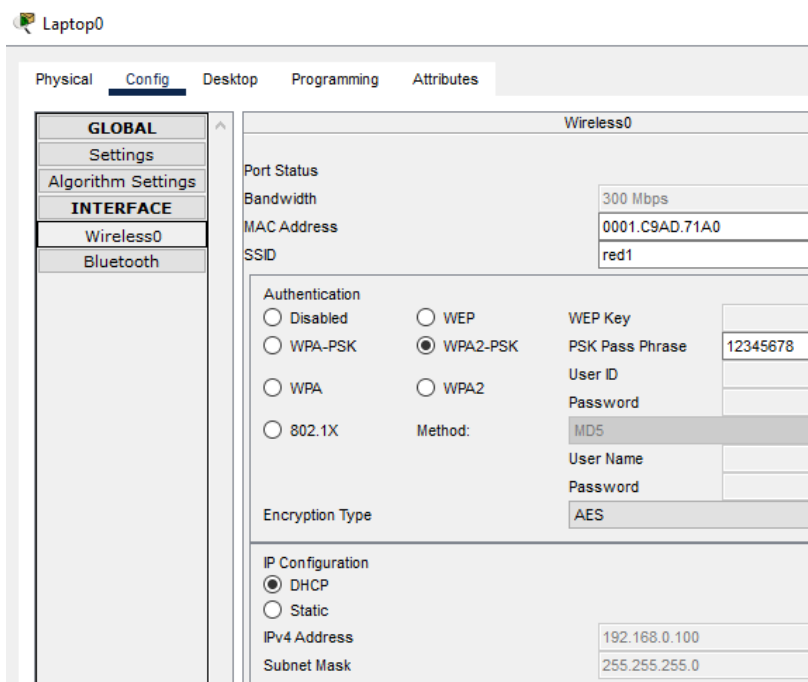 Laptop0
Physical Config Desktop Programming Attributes
GLOBAL
Settings
Algorithm Settings
INTERFACE
Wireless0
Bluetooth
Wireless0
Port Status
Bandwidth 300 Mbps
MAC Address 0001.C9AD.71A0
SSID red1
Authentication
Disabled WEP WEP Key
WPA-PSK WPA2-PSK PSK Pass Phrase 12345678
User ID
WPA WPA2
Password
802.1X Method: MD5
User Name
Password
Encryption Type AES
IP Configuration
DHCP
Static
IPv4 Address 192.168.0.100
Subnet Mask 255.255.255.0